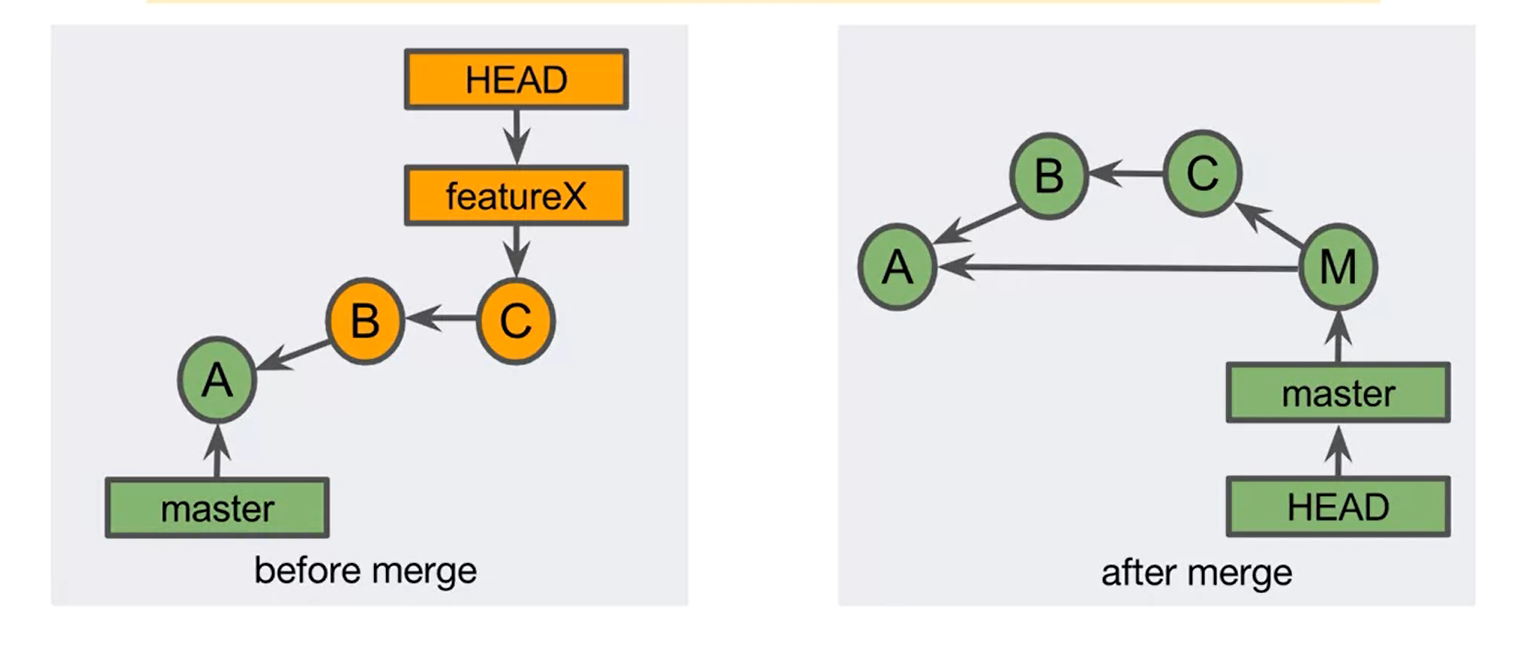 HEAD
featureX
B
C
A
master
before merge
B
C
A
M
master
HEAD
after merge